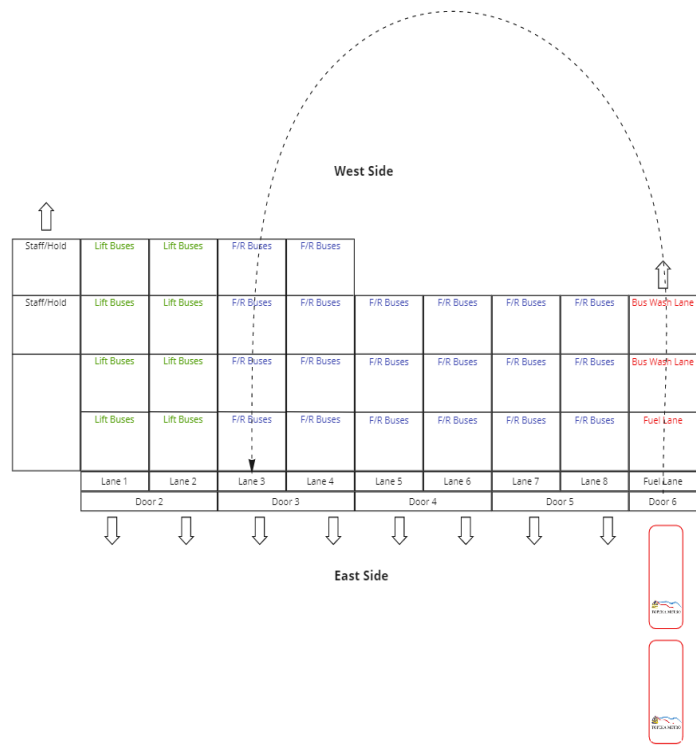 West Side
Staff/Hold Lift Buses Lift Buses F/R Buses F/R Buses
Staff/Hold Lift Buses Lift Buses F/R Buses F/R Buses F/R Buses F/R Buses F/R Buses F/R Buses Bus Wash Lane
Lift Buses Lift Buses F/R Buses F/R Buses F/R Buses F/R Buses F/R Buses F/R Buses Bus Wash Lane
Lift Buses Lift Buses F/R Buses F/R Buses F/R Buses F/R Buses F/R Buses F/R Buses Fuel Lane
Lane 1 Lane 2 Lane 3 Lane 4 Lane 5 Lane 6 Lane 7 Lane 8 Fuel Lane
Door 2 Door 3 Door 4 Door 5 Door 6
East Side
TOPEKA METRO
TOPEKA METRO